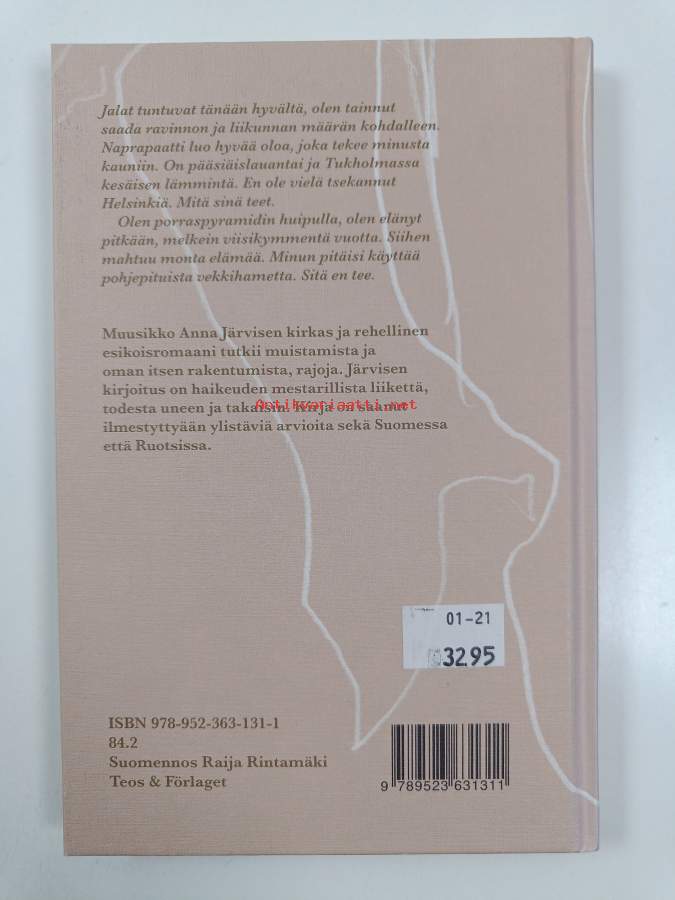 Jalat tuntuvat tänään hyvältä, olen tainnut
saada ravinnon ja liikunnan määrän kohdalleen.
Naprapaatti luo hyvää oloa, joka tekee minusta
kauniin. On pääsiäislauantai ja Tukholmassa
kesäisen lämmintä. En ole vielä tsekannut
Helsinkiä. Mitä sinä teet.
Olen porraspyramidin huipulla, olen elänyt
pitkään, melkein viisikymmentä vuotta. Siihen
mahtuu monta elämää. Minun pitäisi käyttää
pohjepituista vekkihametta. Sitä en tee.
Muusikko Anna Järvisen kirkas ja rehellinen
esikoisromaani tutkii muistamista ja
oman itsen rakentumista, rajoja. Järvisen
kirjoitus on haikeuden mestarillista liikettä,
todesta uneen ja takaisin. Kirja on saanut
Antikvariaatti.net
ilmestyttyään ylistäviä arvioita sekä Suomessa
että Ruotsissa.
01-21
32.95
ISBN 978-952-363-131-1
84.2
Suomennos Raija Rintamäki
Teos & Förlaget
9 789523 631311